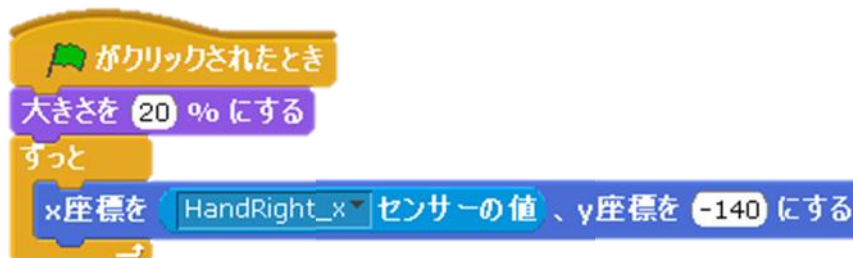 がクリックされたとき
大きさを 20 % にする
ずっと
x座標を HandRight_x センサーの値 、y座標を -140 にする